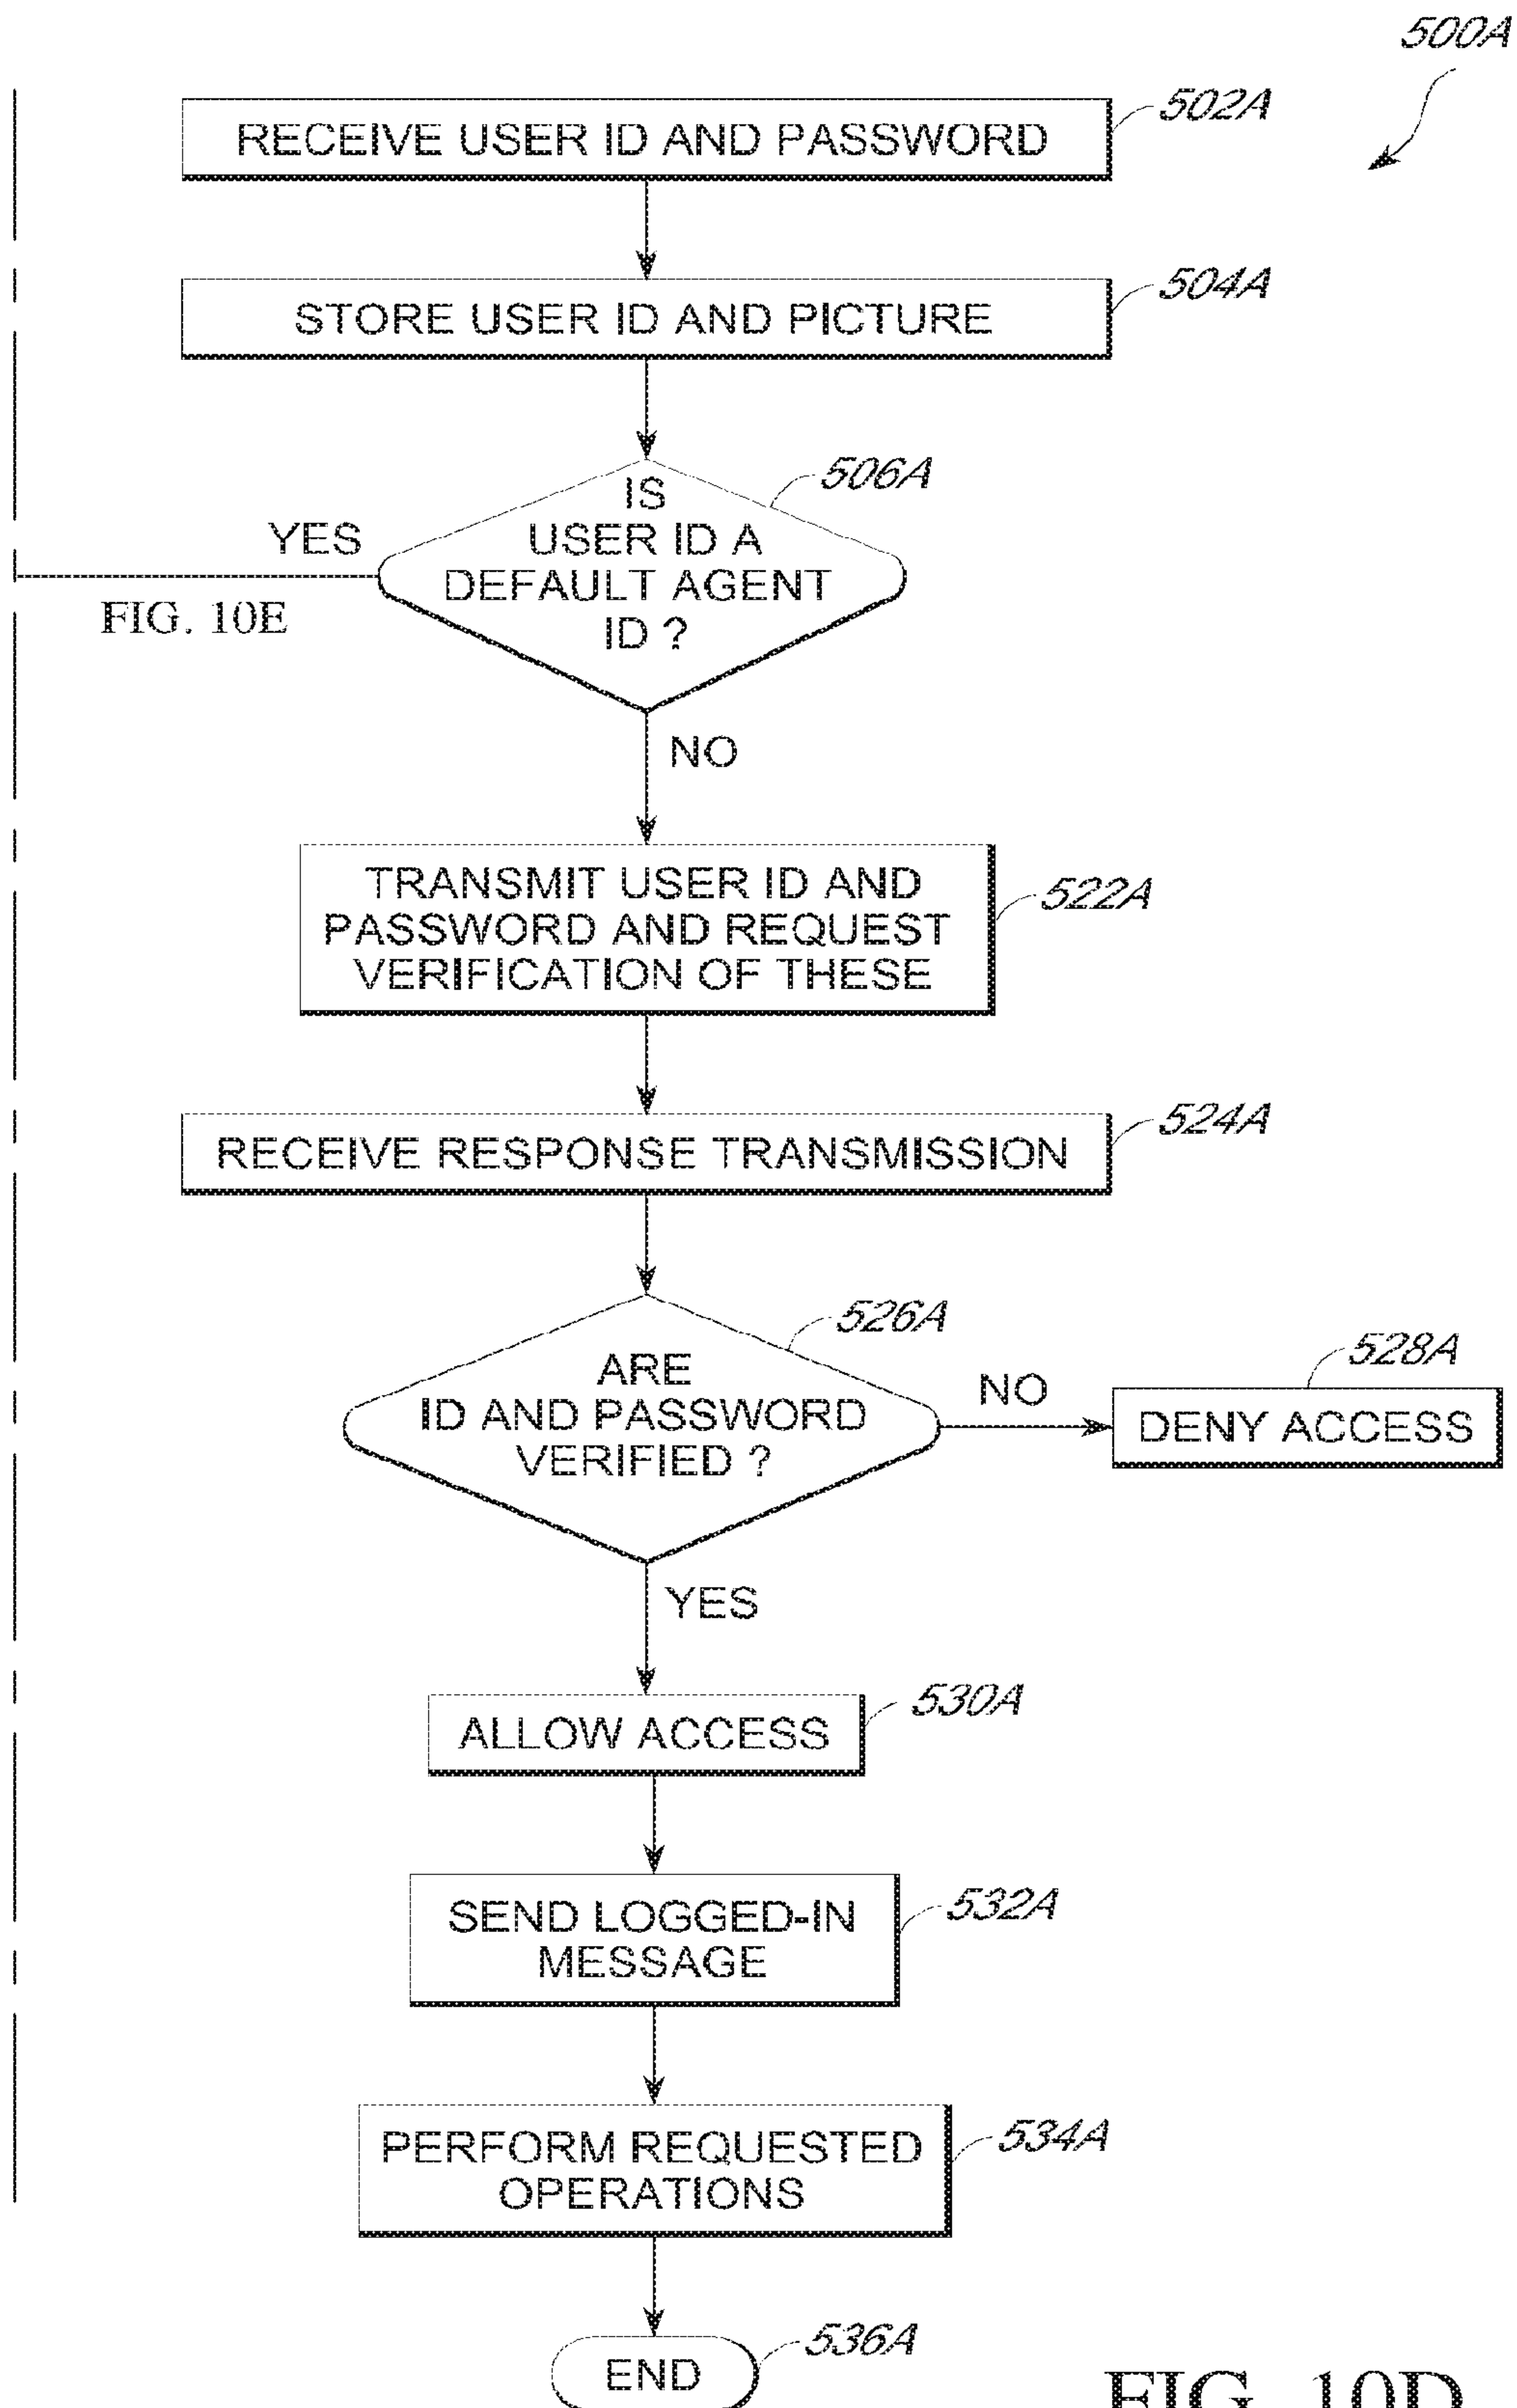 500A
502A
RECEIVE USER ID AND PASSWORD
504A
STORE USER ID AND PICTURE
506A
IS
USER ID A
DEFAULT AGENT
ID ?
YES
FIG. 10E
NO
522A
TRANSMIT USER ID AND
PASSWORD AND REQUEST
VERIFICATION OF THESE
524A
RECEIVE RESPONSE TRANSMISSION
526A
ARE
ID AND PASSWORD
VERIFIED ?
NO
528A
DENY ACCESS
YES
530A
ALLOW ACCESS
532A
SEND LOGGED-IN
MESSAGE
534A
PERFORM REQUESTED
OPERATIONS
536A
END
FIG. 10D